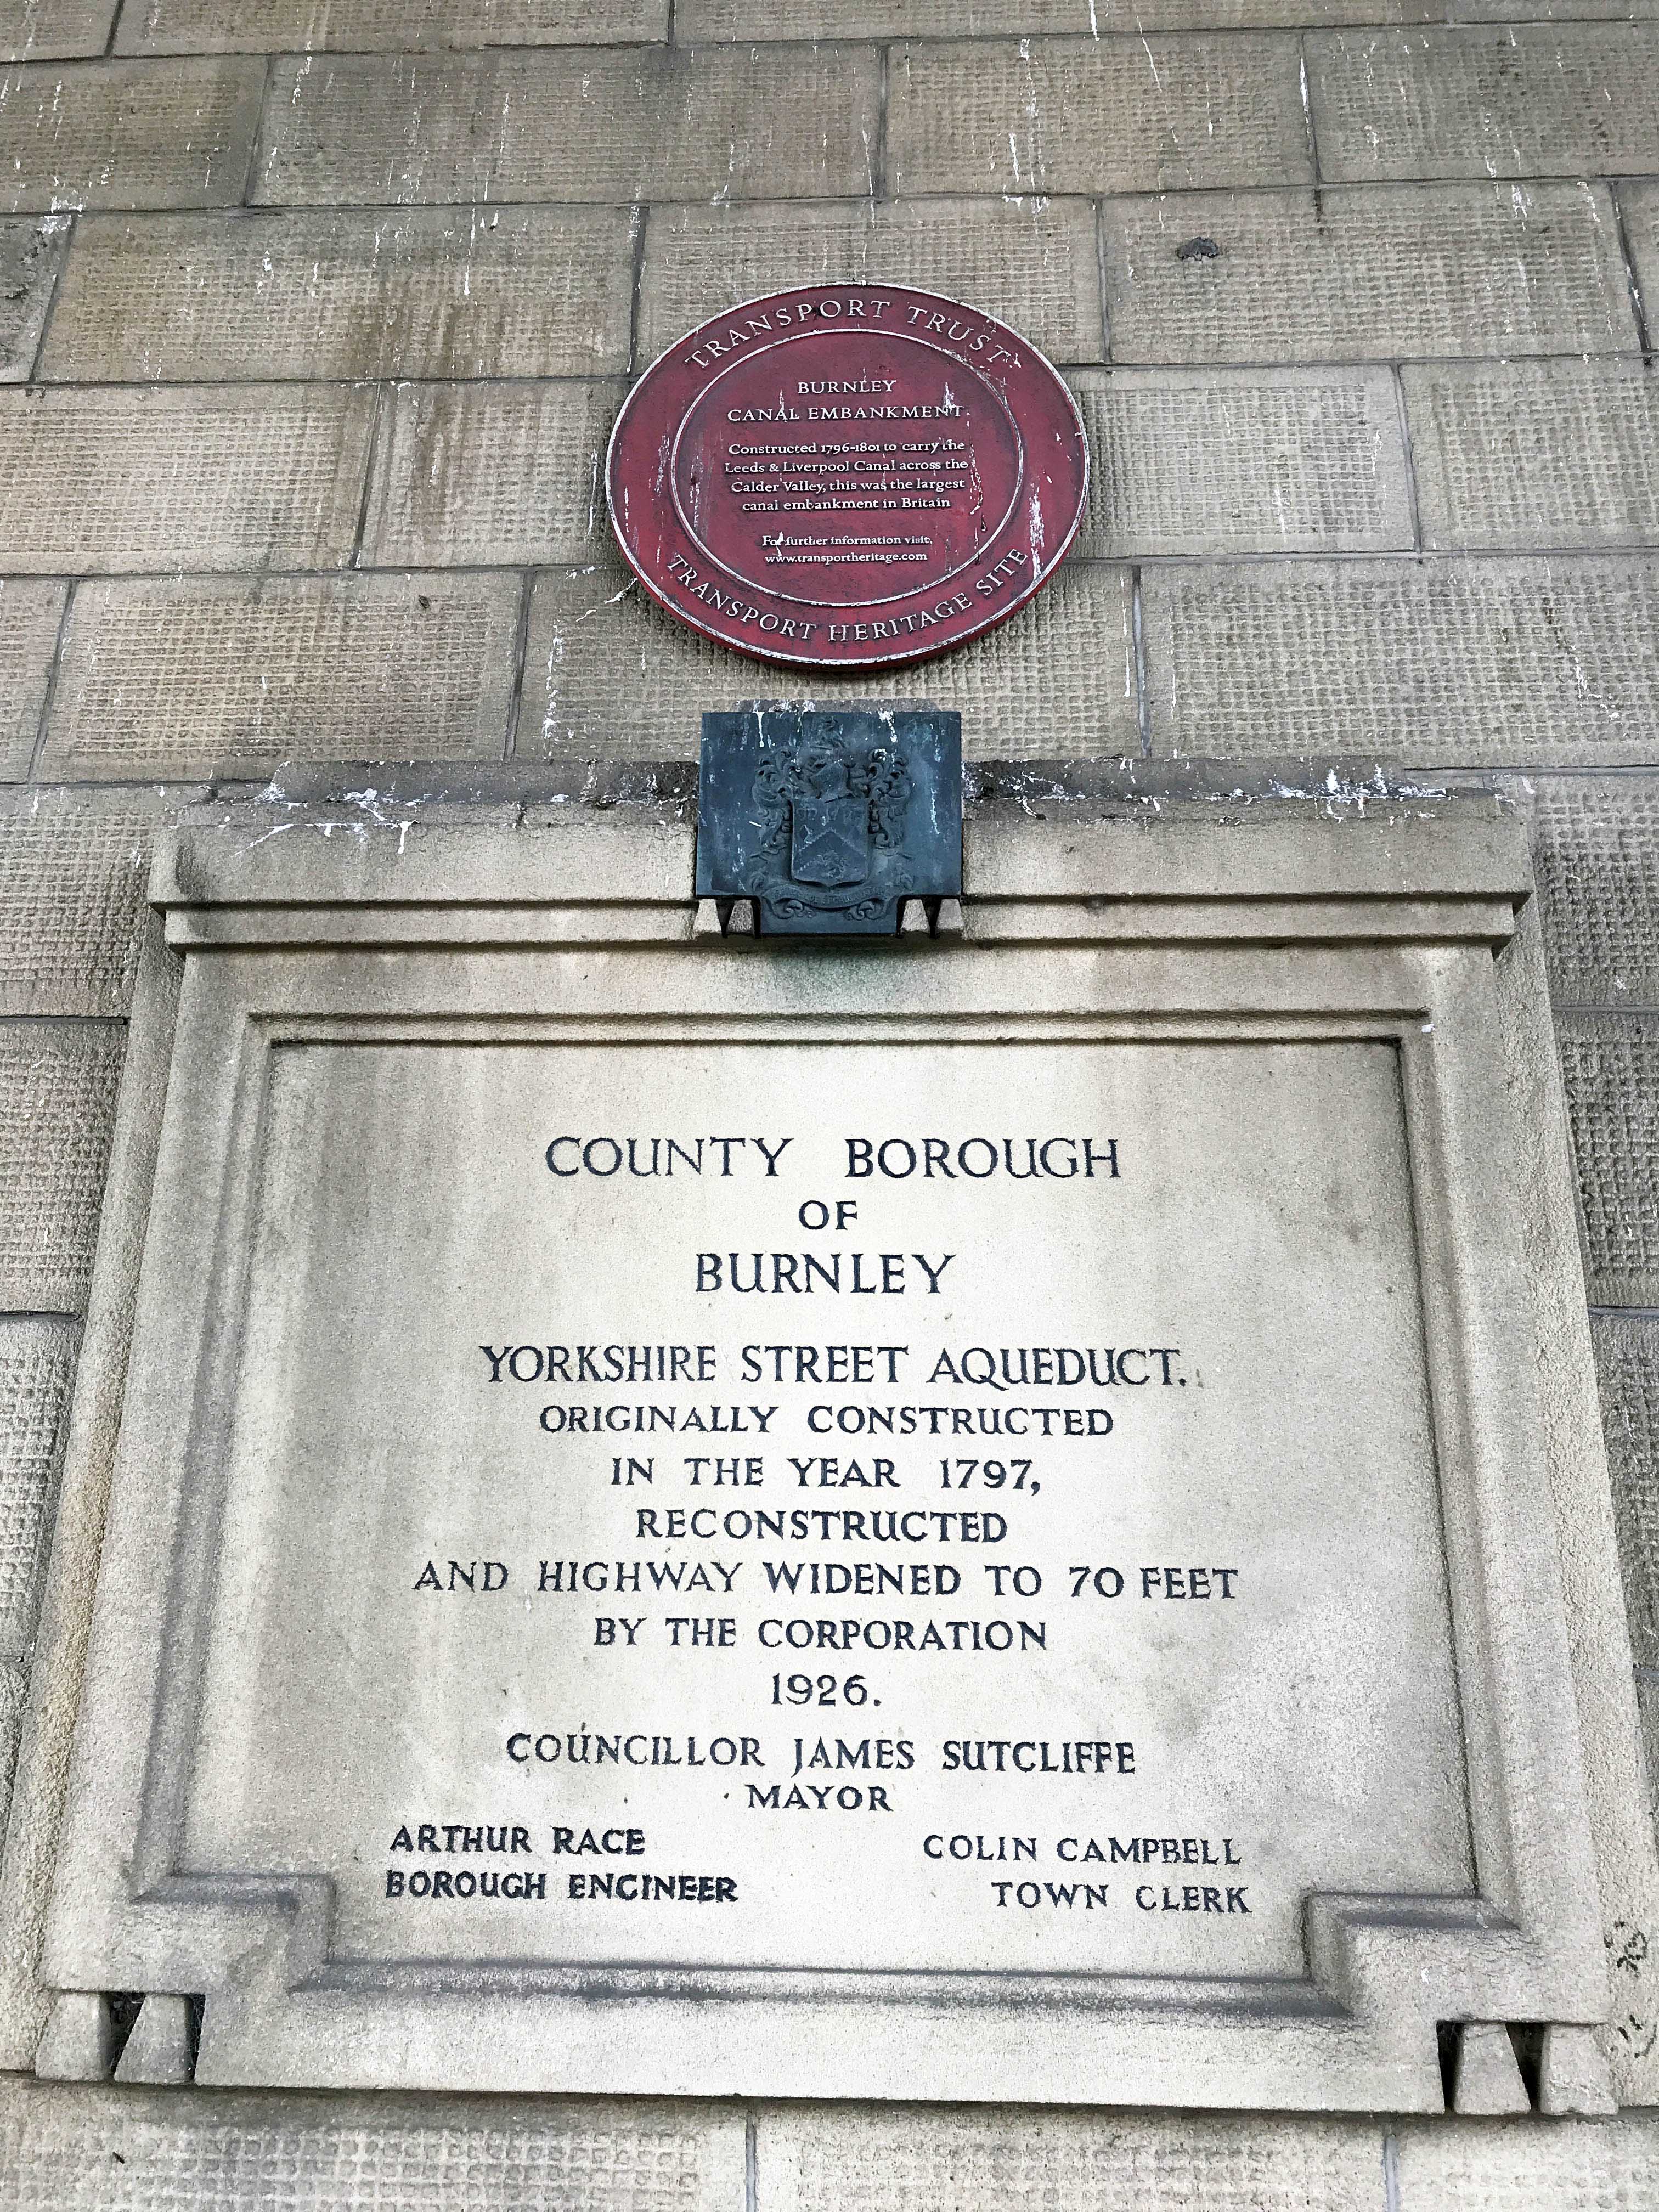 TRANSPORT TRUST
BURNLEY
CANAL EMBANKMENT
Constructed 1796-1801 to carry the
Leeds & Liverpool Canal across the
Calder Valley, this was the largest
canal embankment in Britain
For further information visit,
www.transportheritage.com
TRANSPORT HERITAGE SITE
COUNTY BOROUGH
OF
BURNLEY
YORKSHIRE STREET AQUEDUCT.
ORIGINALLY CONSTRUCTED
IN THE YEAR 1797,
RECONSTRUCTED
AND HIGHWAY WIDENED TO 70 FEET
BY THE CORPORATION
1926.
COUNCILLOR JAMES SUTCLIFFE
MAYOR
ARTHUR RACE COLIN CAMPBELL
BOROUGH ENGINEER TOWN CLERK